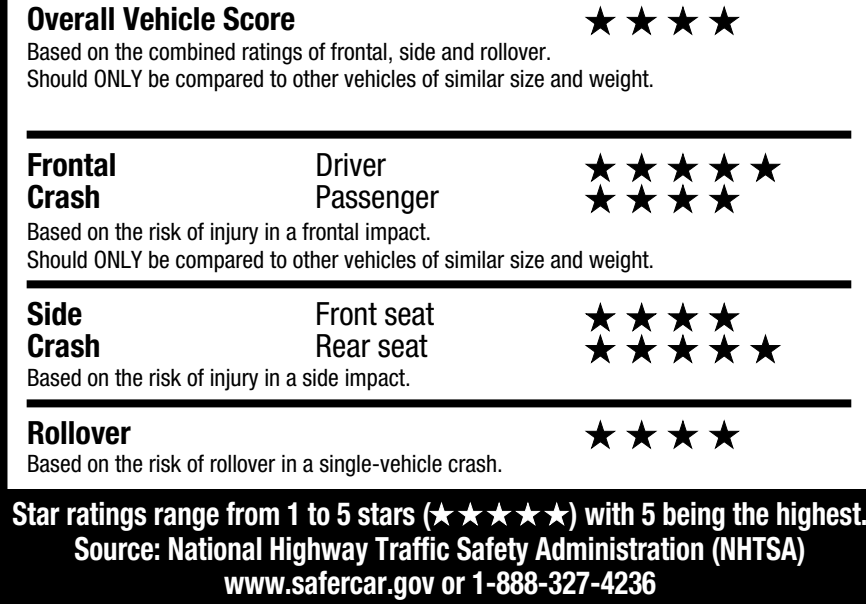 Overall Vehicle Score ★★★★
Based on the combined ratings of frontal, side and rollover.
Should ONLY be compared to other vehicles of similar size and weight.
Frontal Driver ★★★★★
Crash Passenger ★★★★
Based on the risk of injury in a frontal impact.
Should ONLY be compared to other vehicles of similar size and weight.
Side Front seat ★★★★
Crash Rear seat ★★★★★
Based on the risk of injury in a side impact.
Rollover ★★★★
Based on the risk of rollover in a single-vehicle crash.
Star ratings range from 1 to 5 stars (★★★★★) with 5 being the highest.
Source: National Highway Traffic Safety Administration (NHTSA)
www.safercar.gov or 1-888-327-4236